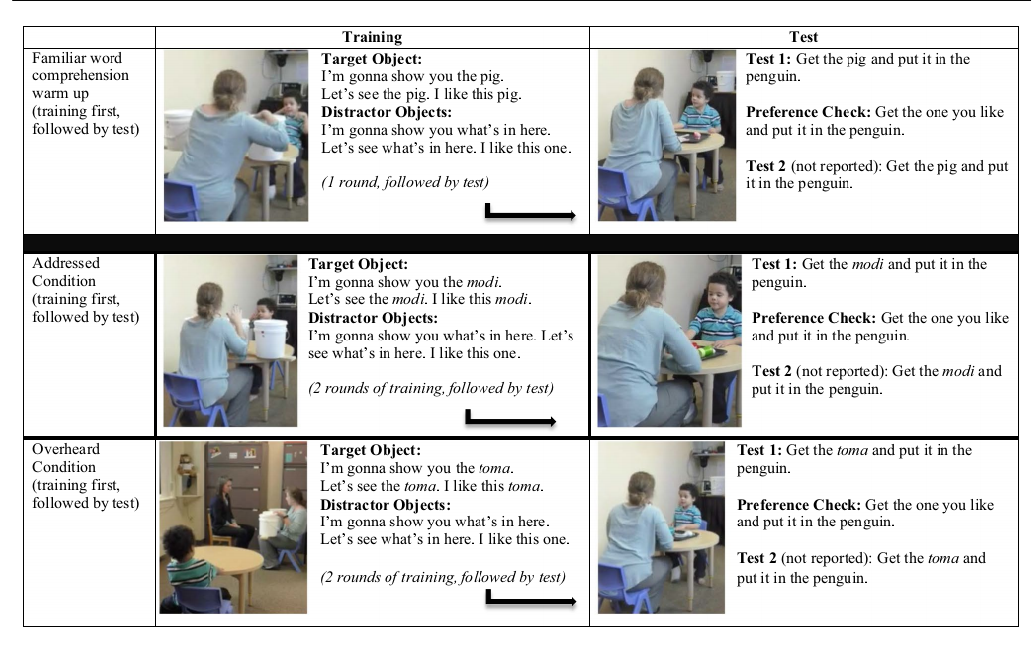 Training
Test
Familiar word
comprehension
warm up
(training first,
followed by test)
Target Object:
I'm gonna show you the pig.
Let's see the pig. I like this pig.
Distractor Objects:
I'm gonna show you what's in here.
Let's see what's in here. I like this one.
(1 round, followed by test)
Test 1: Get the pig and put it in the
penguin.
Preference Check: Get the one you like
and put it in the penguin.
Test 2 (not reported): Get the pig and put
it in the penguin.
Addressed
Condition
(training first,
followed by test)
Target Object:
I'm gonna show you the modi.
Let's see the modi. I like this modi.
Distractor Objects:
I'm gonna show you what's in here. Let's
see what's in here. I like this one.
(2 rounds of training, followed by test)
Test 1: Get the modi and put it in the
penguin.
Preference Check: Get the one you like
and put it in the penguin.
Test 2 (not reported): Get the modi and
put it in the penguin.
Overheard
Condition
(training first,
followed by test)
Target Object:
I'm gonna show you the toma.
Let's see the toma. I like this toma.
Distractor Objects:
I'm gonna show you what's in here.
Let's see what's in here. I like this one.
(2 rounds of training, followed by test)
Test 1: Get the toma and put it in the
penguin.
Preference Check: Get the one you like
and put it in the penguin.
Test 2 (not reported): Get the toma and
put it in the penguin.